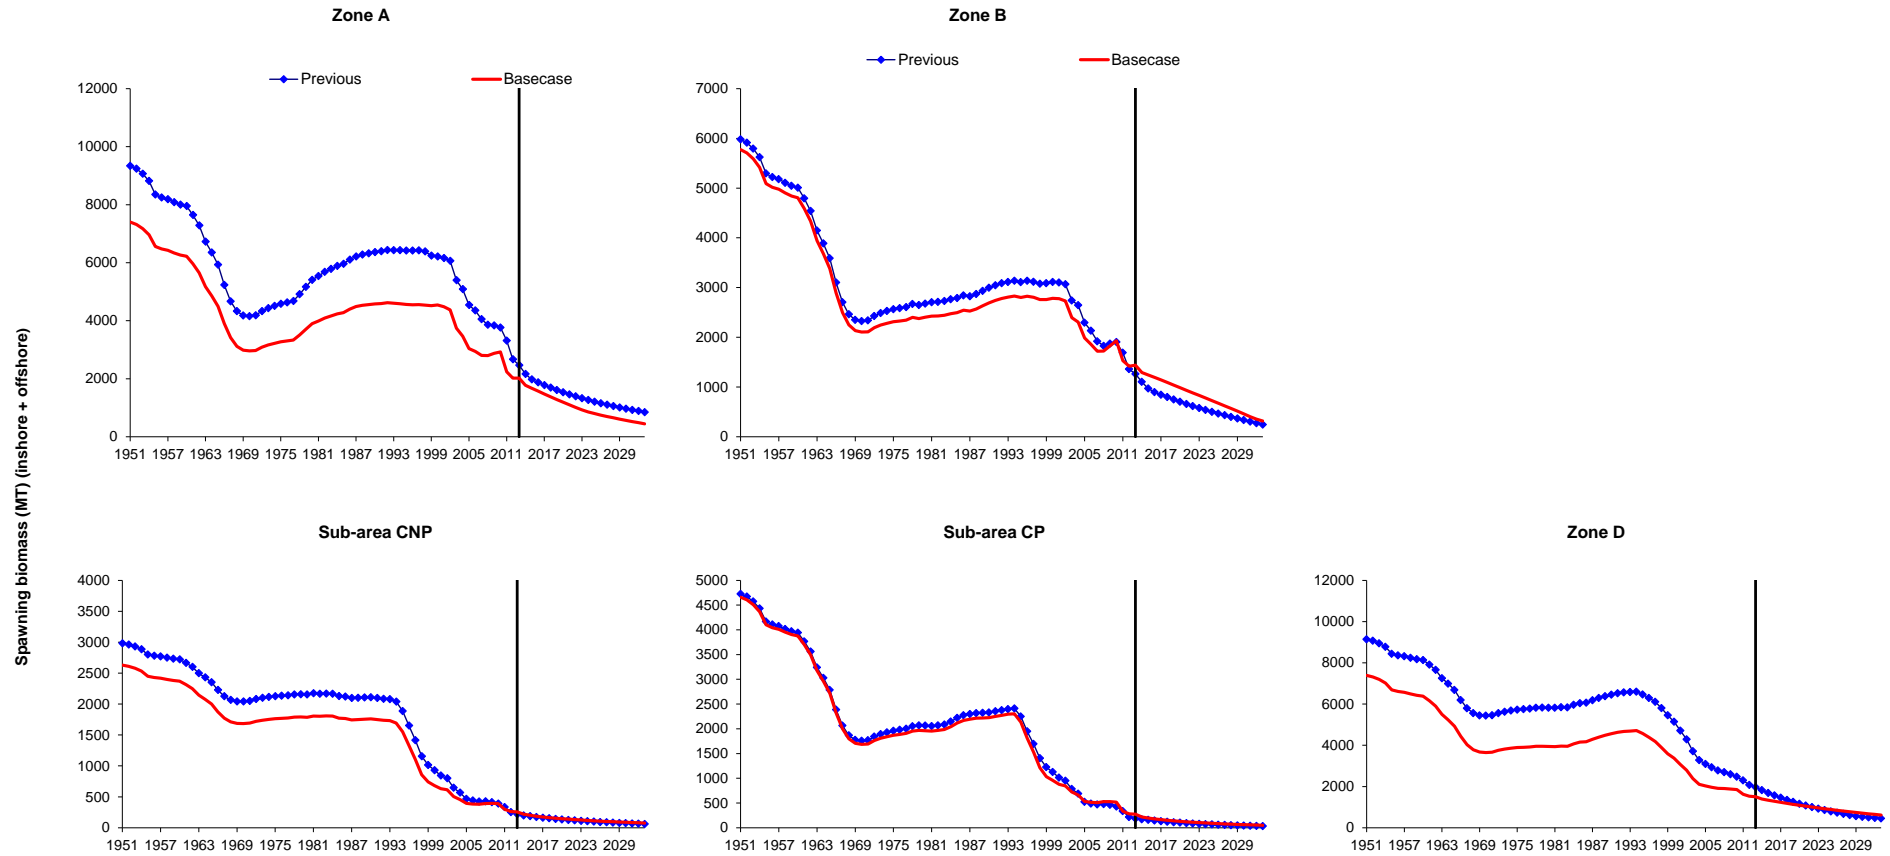 Zone A
Zone B
Previous
Basecase
Previous
Basecase
12000
10000
8000
6000
4000
2000
0
1951 1957 1963 1969 1975 1981 1987 1993 1999 2005 2011 2017 2023 2029
7000
6000
5000
4000
3000
2000
1000
0
1951 1957 1963 1969 1975 1981 1987 1993 1999 2005 2011 2017 2023 2029
Spawning biomass (MT) (inshore + offshore)
Sub-area CNP
Sub-area CP
Zone D
4000
3500
3000
2500
2000
1500
1000
500
0
1951 1957 1963 1969 1975 1981 1987 1993 1999 2005 2011 2017 2023 2029
5000
4500
4000
3500
3000
2500
2000
1500
1000
500
0
1951 1957 1963 1969 1975 1981 1987 1993 1999 2005 2011 2017 2023 2029
12000
10000
8000
6000
4000
2000
0
1951 1957 1963 1969 1975 1981 1987 1993 1999 2005 2011 2017 2023 2029